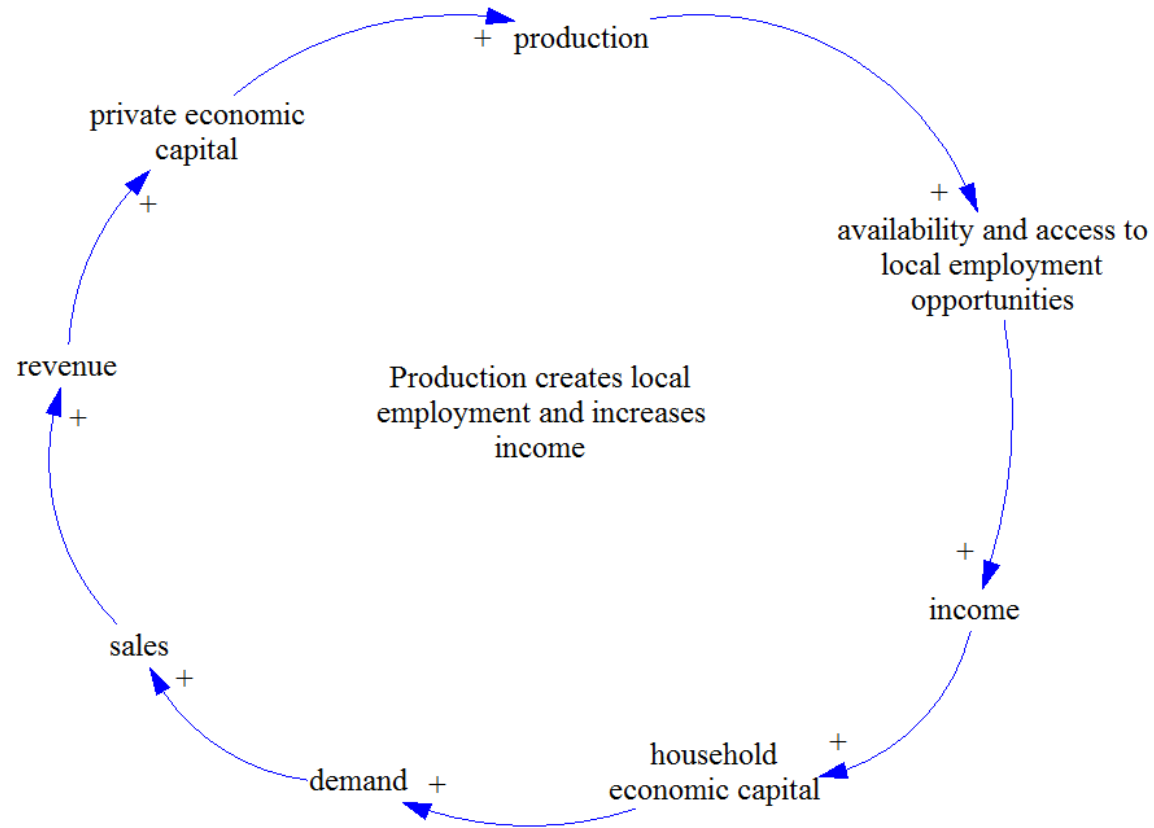 + production
private economic
capital
+
+
availability and access to
local employment
opportunities
revenue
+
Production creates local
employment and increases
income
+
income
sales
+
+
household
economic capital
demand +